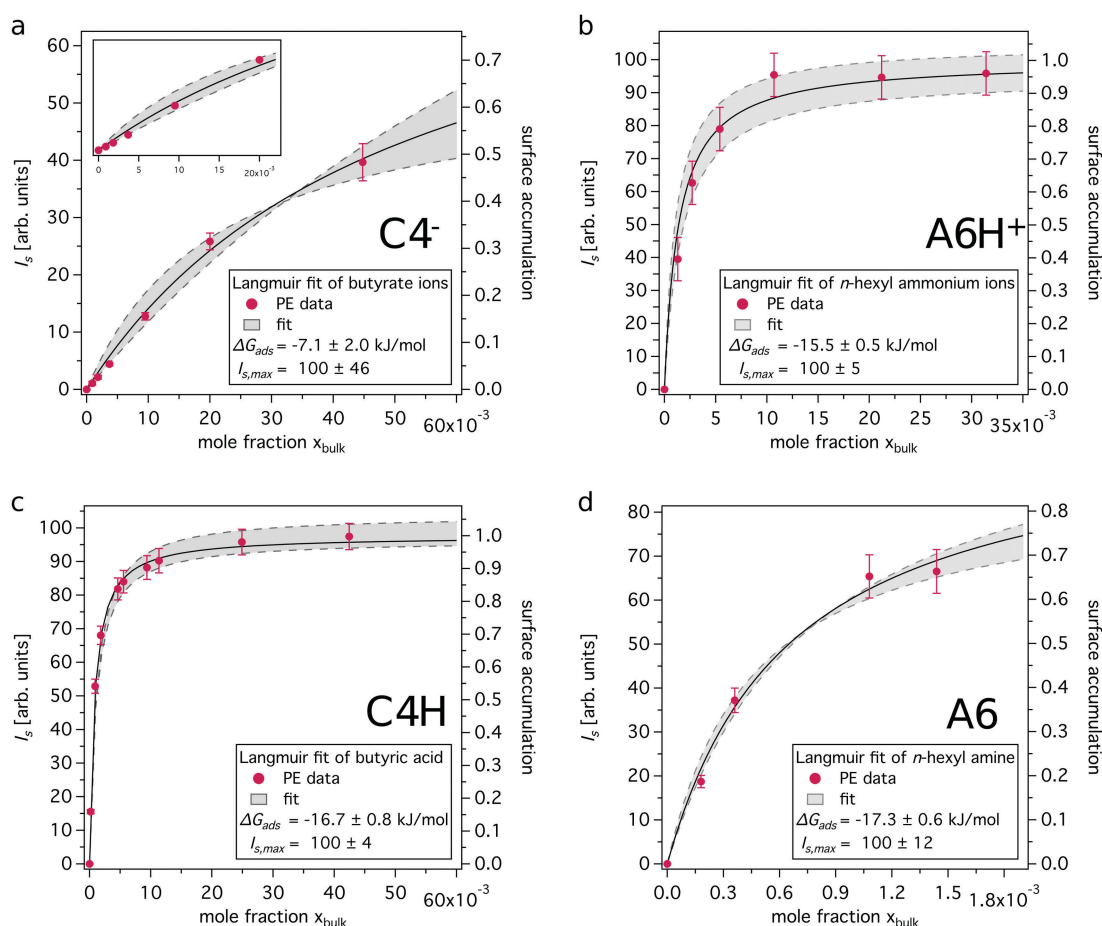 a
60
50
40
30
20
10
0
I_s [arb. units]
0.7
0.6
0.5
0.4
0.3
0.2
0.1
0.0
surface accumulation
0
5
10
15
20x10⁻³
C4⁻
Langmuir fit of butyrate ions
PE data
fit
ΔG_ads = -7.1 ± 2.0 kJ/mol
I_s,max = 100 ± 46
0
10
20
30
40
50
60x10⁻³
mole fraction x_bulk
b
100
90
80
70
60
50
40
30
20
10
0
I_s [arb. units]
1.0
0.9
0.8
0.7
0.6
0.5
0.4
0.3
0.2
0.1
0.0
surface accumulation
A6H⁺
Langmuir fit of n-hexyl ammonium ions
PE data
fit
ΔG_ads = -15.5 ± 0.5 kJ/mol
I_s,max = 100 ± 5
0
5
10
15
20
25
30
35x10⁻³
mole fraction x_bulk
c
100
90
80
70
60
50
40
30
20
10
0
I_s [arb. units]
1.0
0.9
0.8
0.7
0.6
0.5
0.4
0.3
0.2
0.1
0.0
surface accumulation
C4H
Langmuir fit of butyric acid
PE data
fit
ΔG_ads = -16.7 ± 0.8 kJ/mol
I_s,max = 100 ± 4
0
10
20
30
40
50
60x10⁻³
mole fraction x_bulk
d
80
70
60
50
40
30
20
10
0
I_s [arb. units]
0.8
0.7
0.6
0.5
0.4
0.3
0.2
0.1
0.0
surface accumulation
A6
Langmuir fit of n-hexyl amine
PE data
fit
ΔG_ads = -17.3 ± 0.6 kJ/mol
I_s,max = 100 ± 12
0.0
0.3
0.6
0.9
1.2
1.5
1.8x10⁻³
mole fraction x_bulk